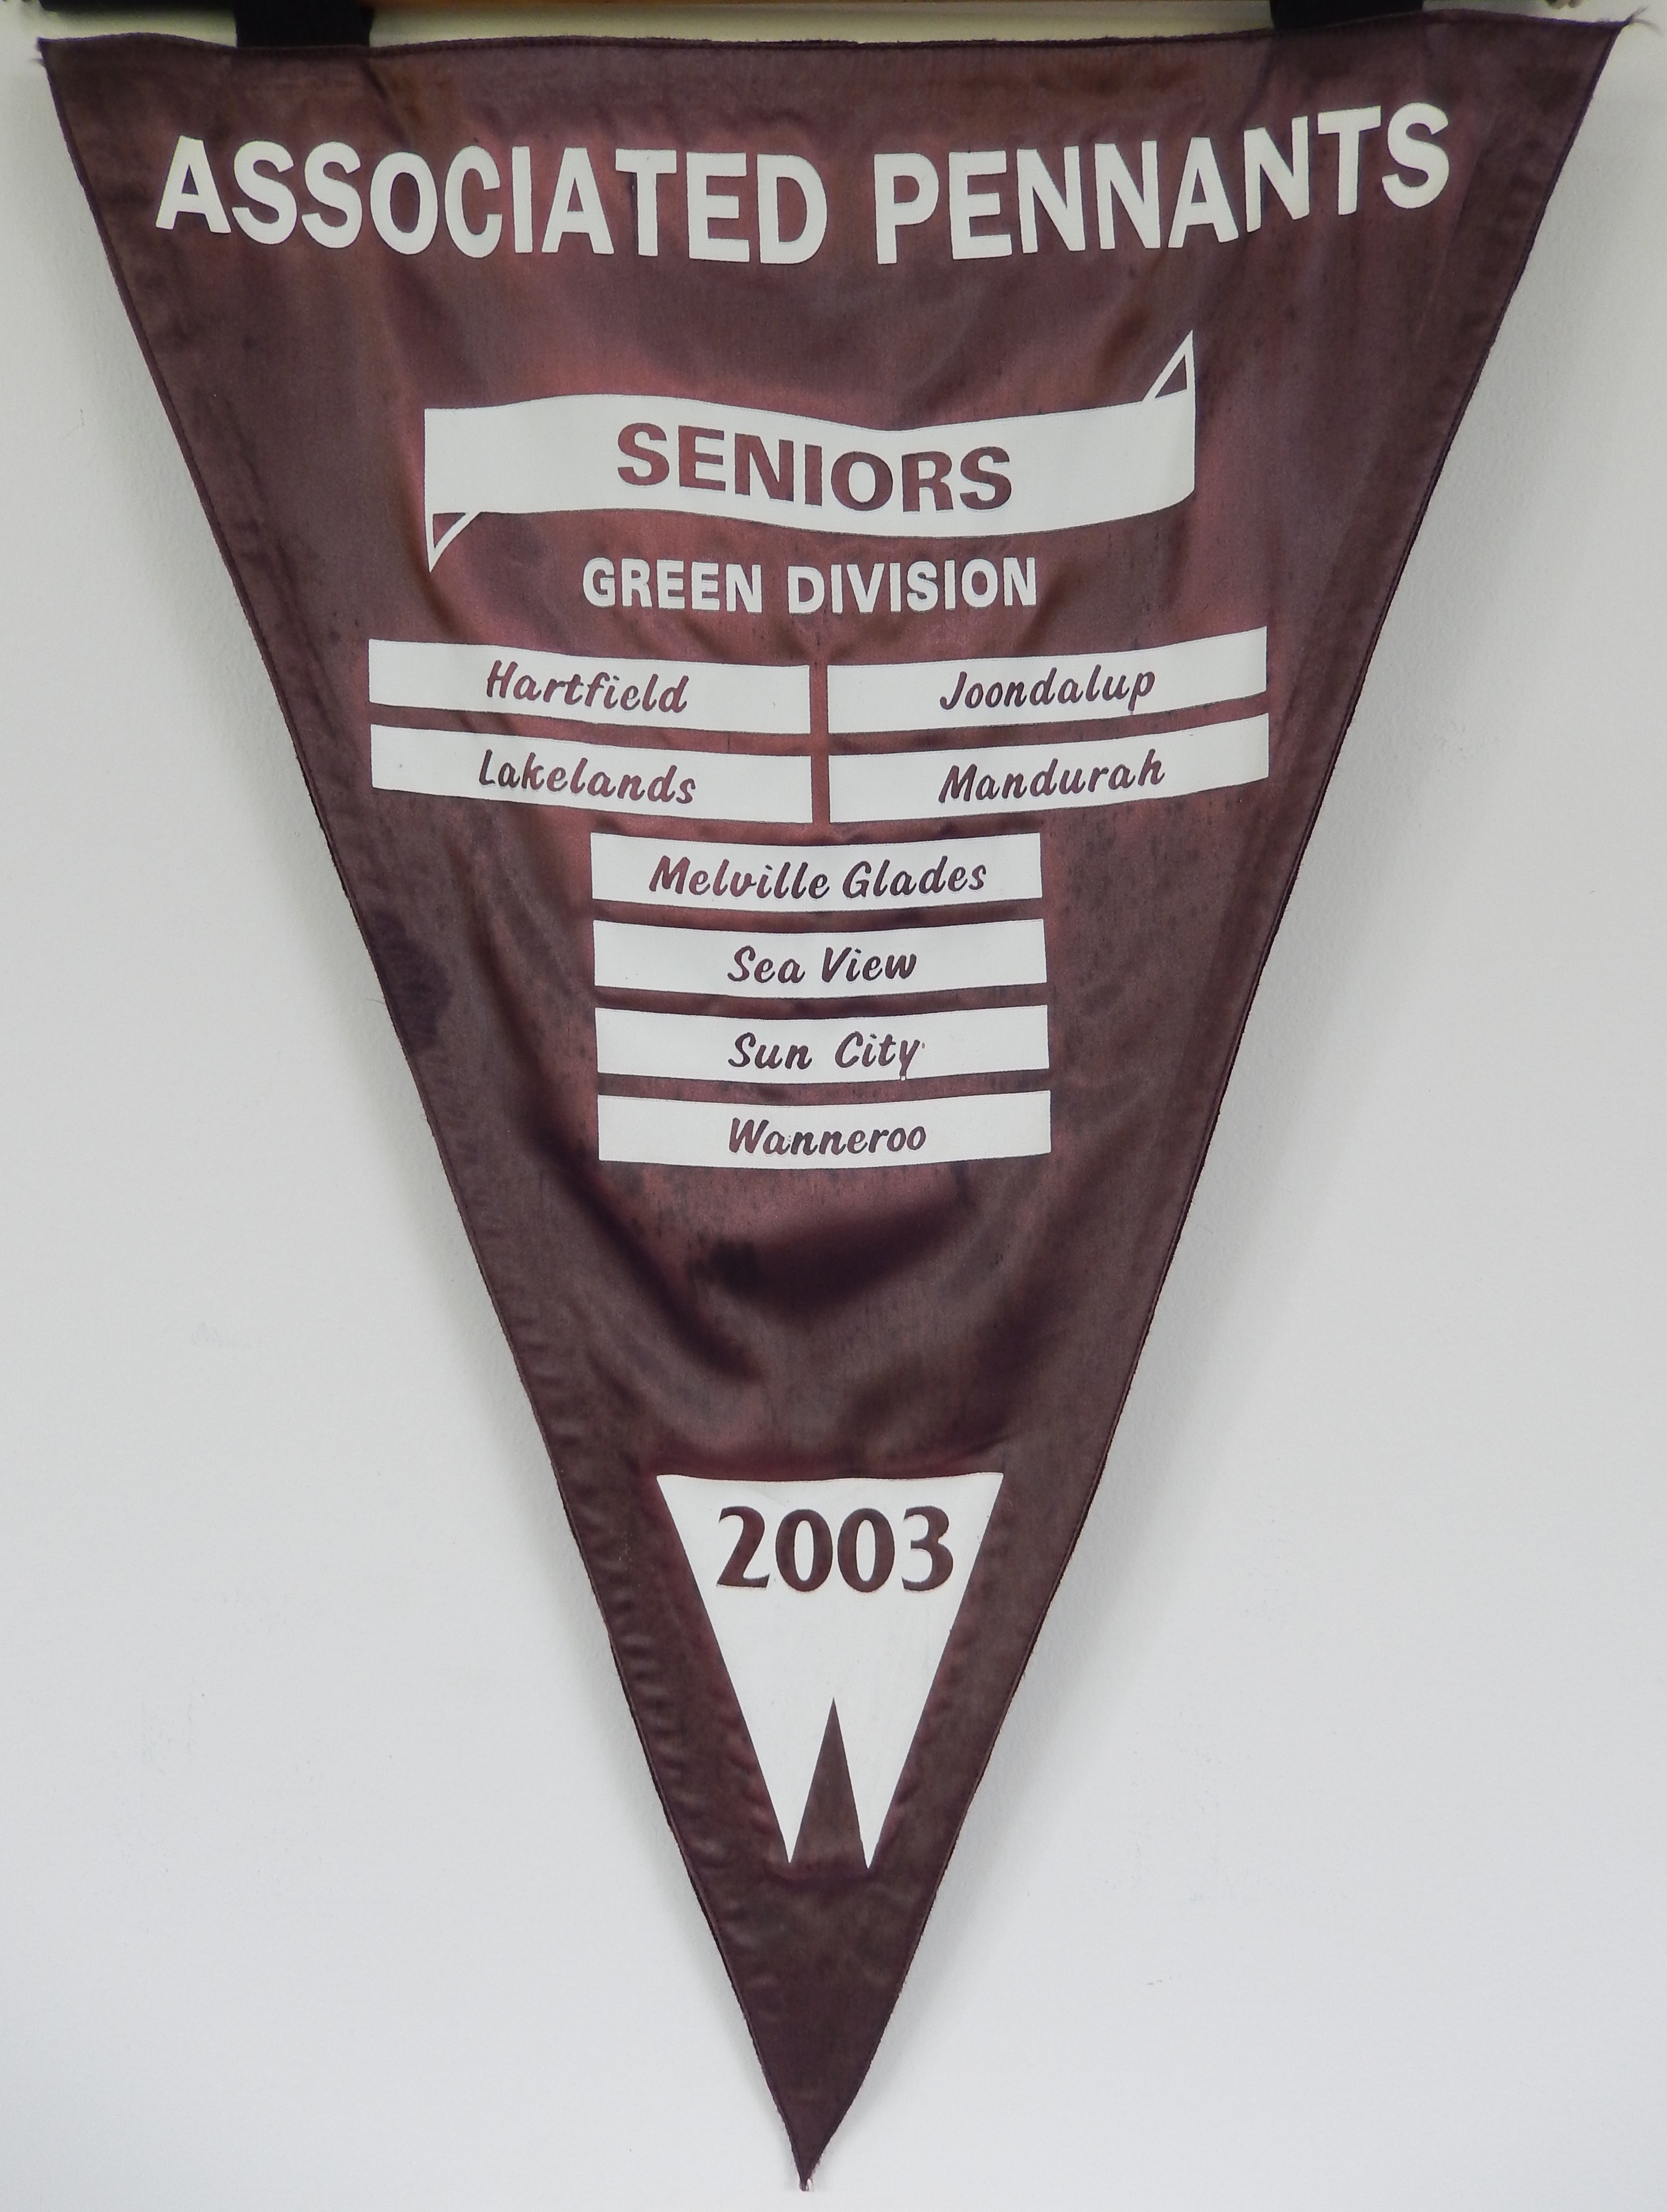 ASSOCIATED PENNANTS
SENIORS
GREEN DIVISION
Hartfield Joondalup
Lakelands Mandurah
Melville Glades
Sea View
Sun City
Wanneroo
2003